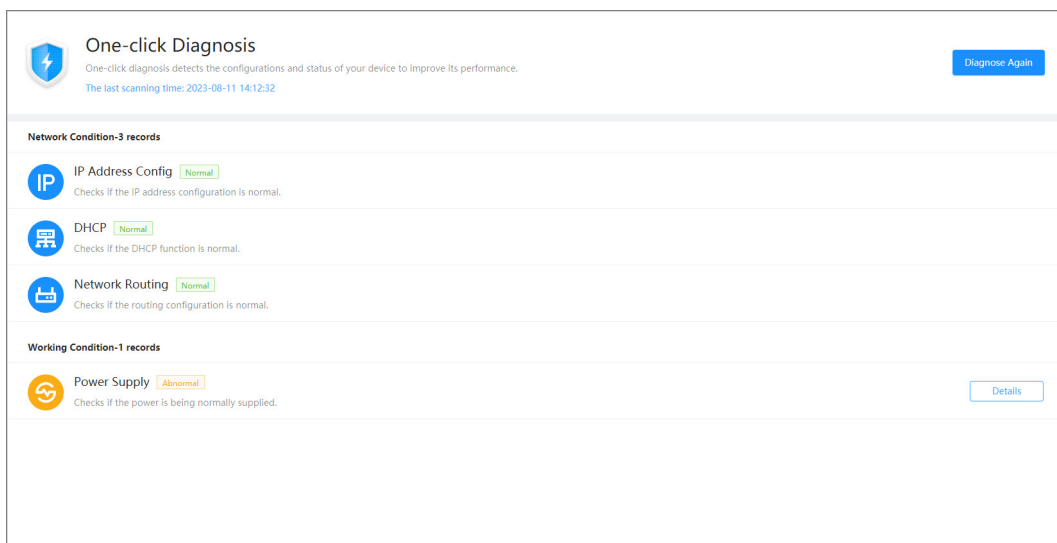 One-click Diagnosis
One-click diagnosis detects the configurations and status of your device to improve its performance.
The last scanning time: 2023-08-11 14:12:32
Diagnose Again
Network Condition-3 records
IP
IP Address Config Normal
Checks if the IP address configuration is normal.
DHCP Normal
Checks if the DHCP function is normal.
Network Routing Normal
Checks if the routing configuration is normal.
Working Condition-1 records
Power Supply Abnormal
Checks if the power is being normally supplied.
Details